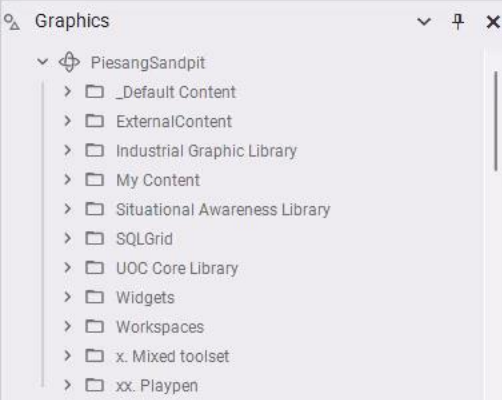 Graphics
PiesangSandpit
_Default Content
ExternalContent
Industrial Graphic Library
My Content
Situational Awareness Library
SQLGrid
UOC Core Library
Widgets
Workspaces
x. Mixed toolset
xx. Playpen